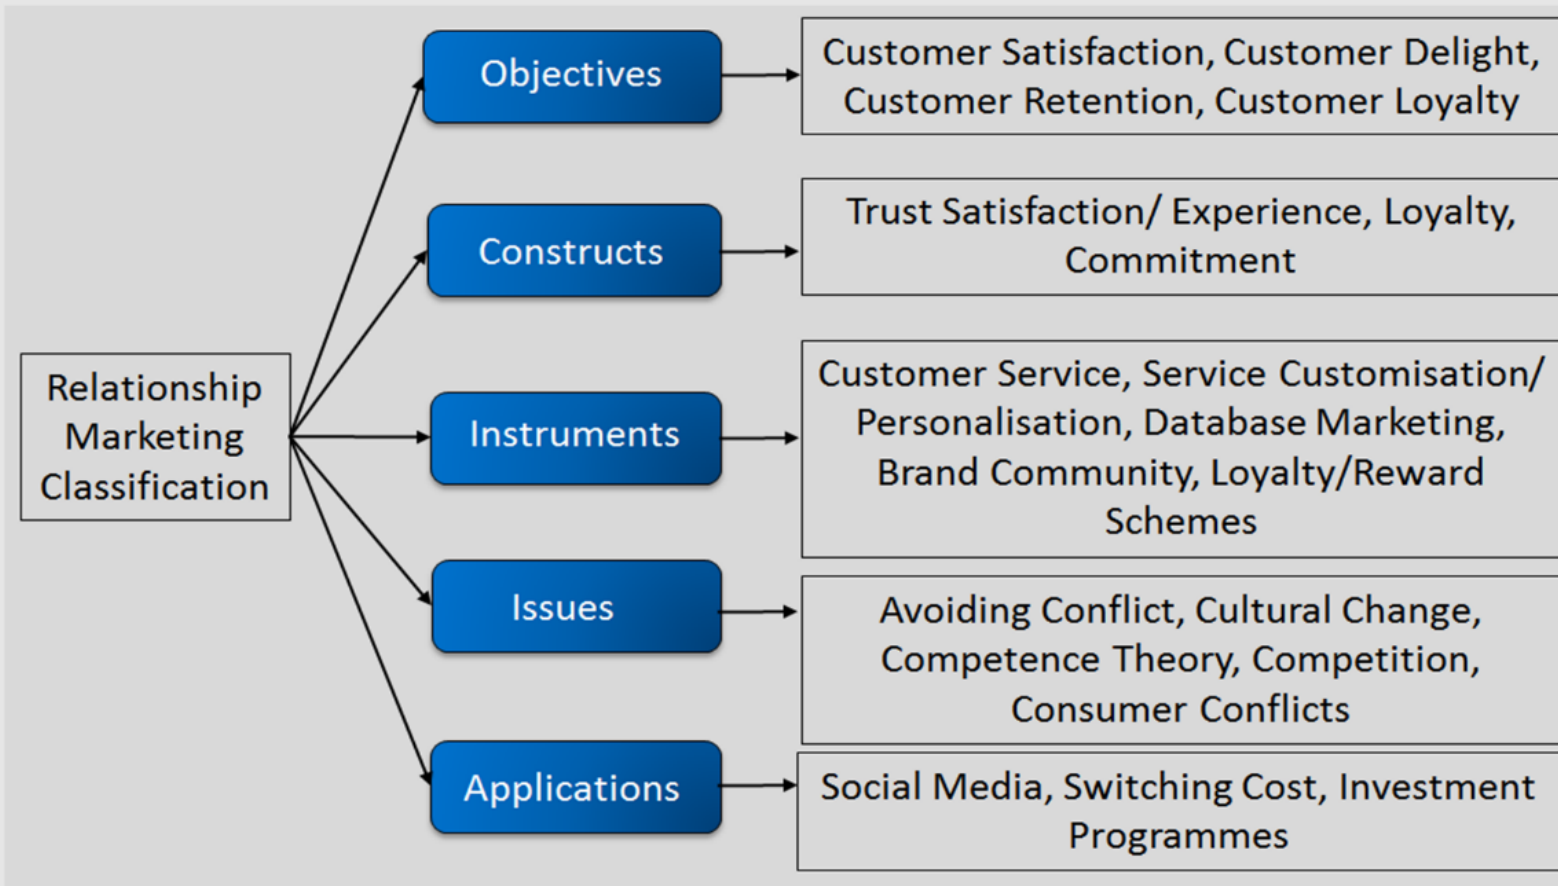 Objectives
Customer Satisfaction, Customer Delight,
Customer Retention, Customer Loyalty
Constructs
Trust Satisfaction/ Experience, Loyalty,
Commitment
Relationship
Marketing
Classification
Instruments
Customer Service, Service Customisation/
Personalisation, Database Marketing,
Brand Community, Loyalty/Reward
Schemes
Issues
Avoiding Conflict, Cultural Change,
Competence Theory, Competition,
Consumer Conflicts
Applications
Social Media, Switching Cost, Investment
Programmes